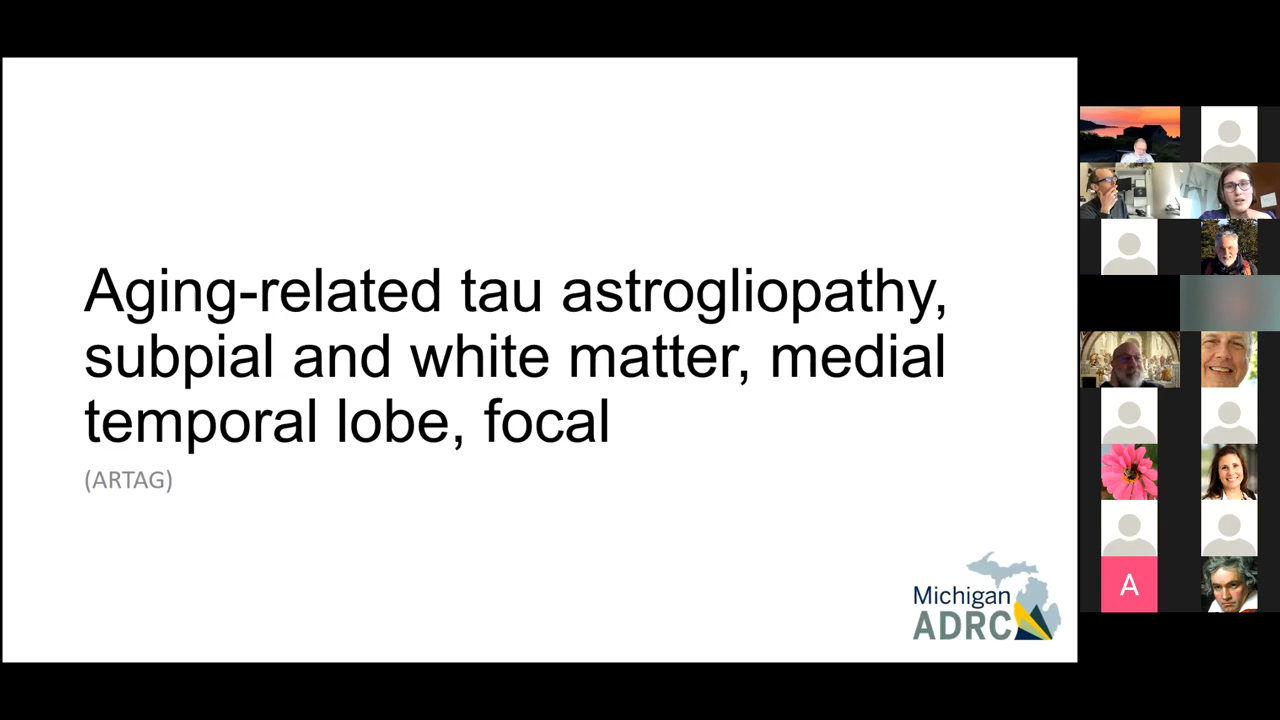 Aging-related tau astrogliopathy,
subpial and white matter, medial
temporal lobe, focal
(ARTAG)
Michigan
ADRC
A